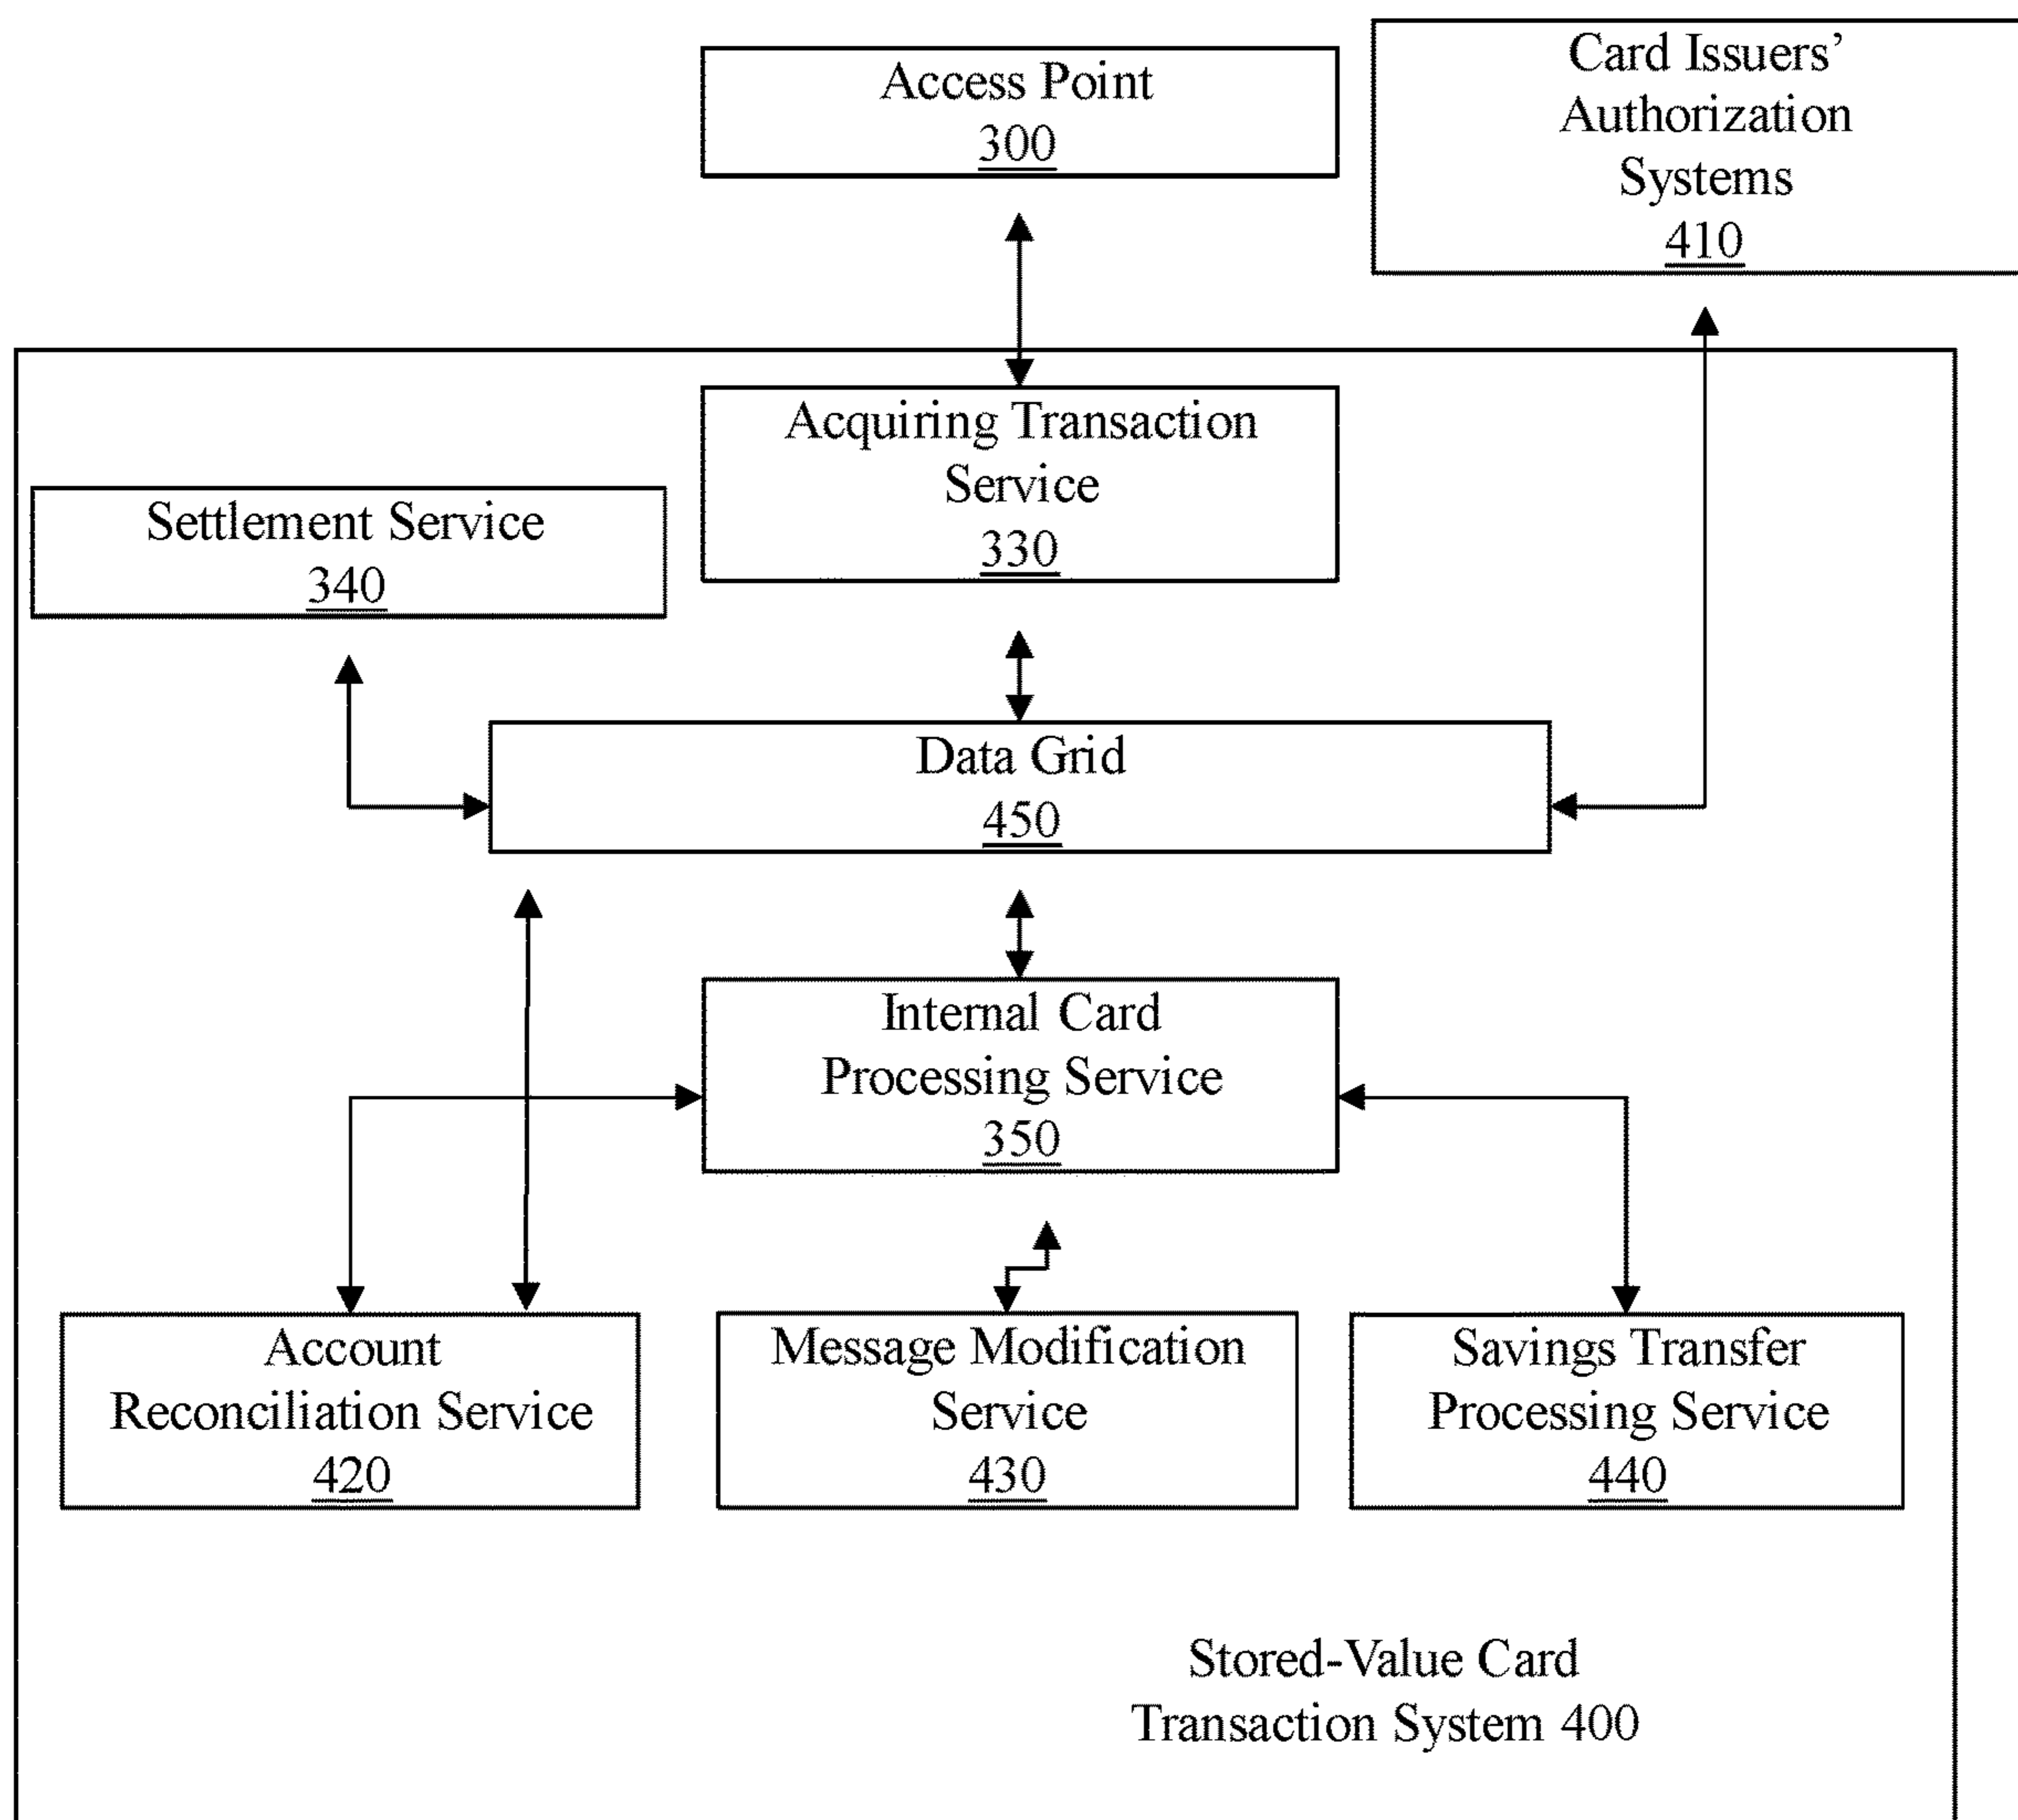 Access Point
300
Card Issuers’
Authorization
Systems
410
Acquiring Transaction
Service
330
Settlement Service
340
Data Grid
450
Internal Card
Processing Service
350
Account
Reconciliation Service
420
Message Modification
Service
430
Savings Transfer
Processing Service
440
Stored-Value Card
Transaction System 400